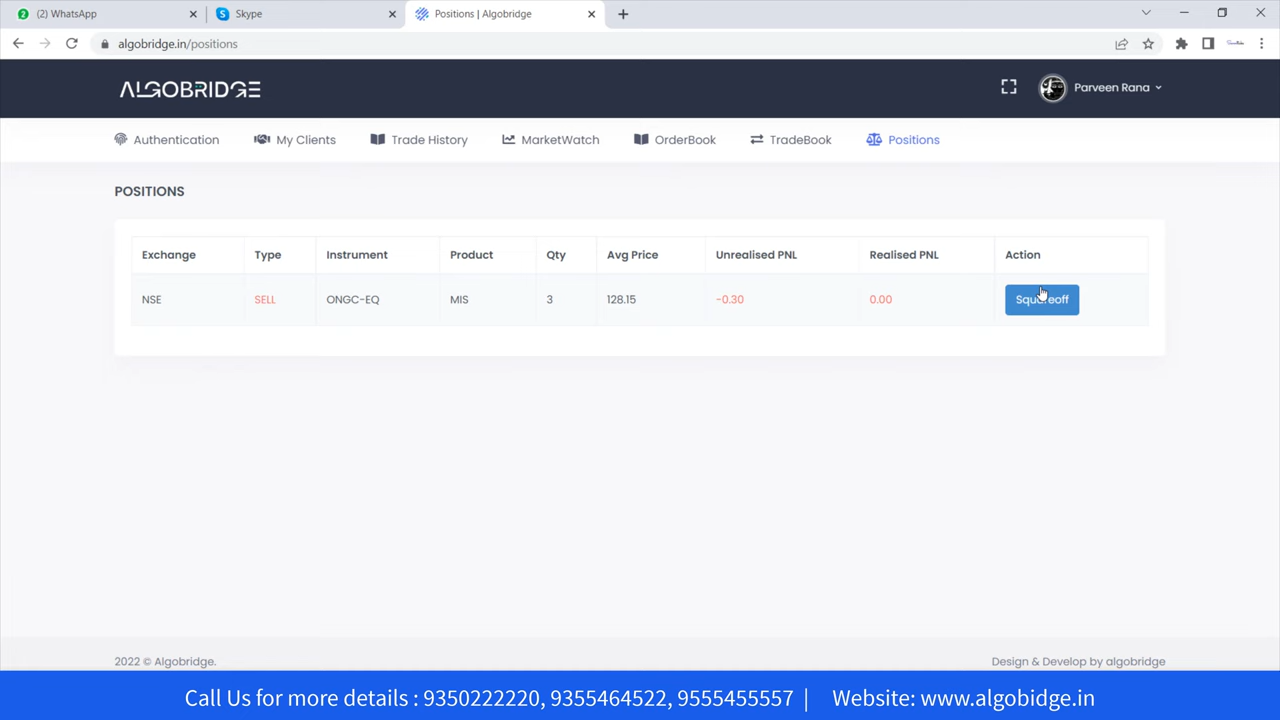 2 (2) WhatsApp
Skype
Positions | Algobridge
algobridge.in/positions
ALGOBRIDGE
Parveen Rana
Authentication My Clients Trade History MarketWatch OrderBook TradeBook Positions
POSITIONS
Exchange Type Instrument Product Qty Avg Price Unrealised PNL Realised PNL Action
NSE SELL ONGC-EQ MIS 3 128.15 -0.30 0.00 Squareoff
2022 © Algobridge. Design & Develop by algobridge
Call Us for more details : 9350222220, 9355464522, 9555455557 | Website: www.algobidge.in